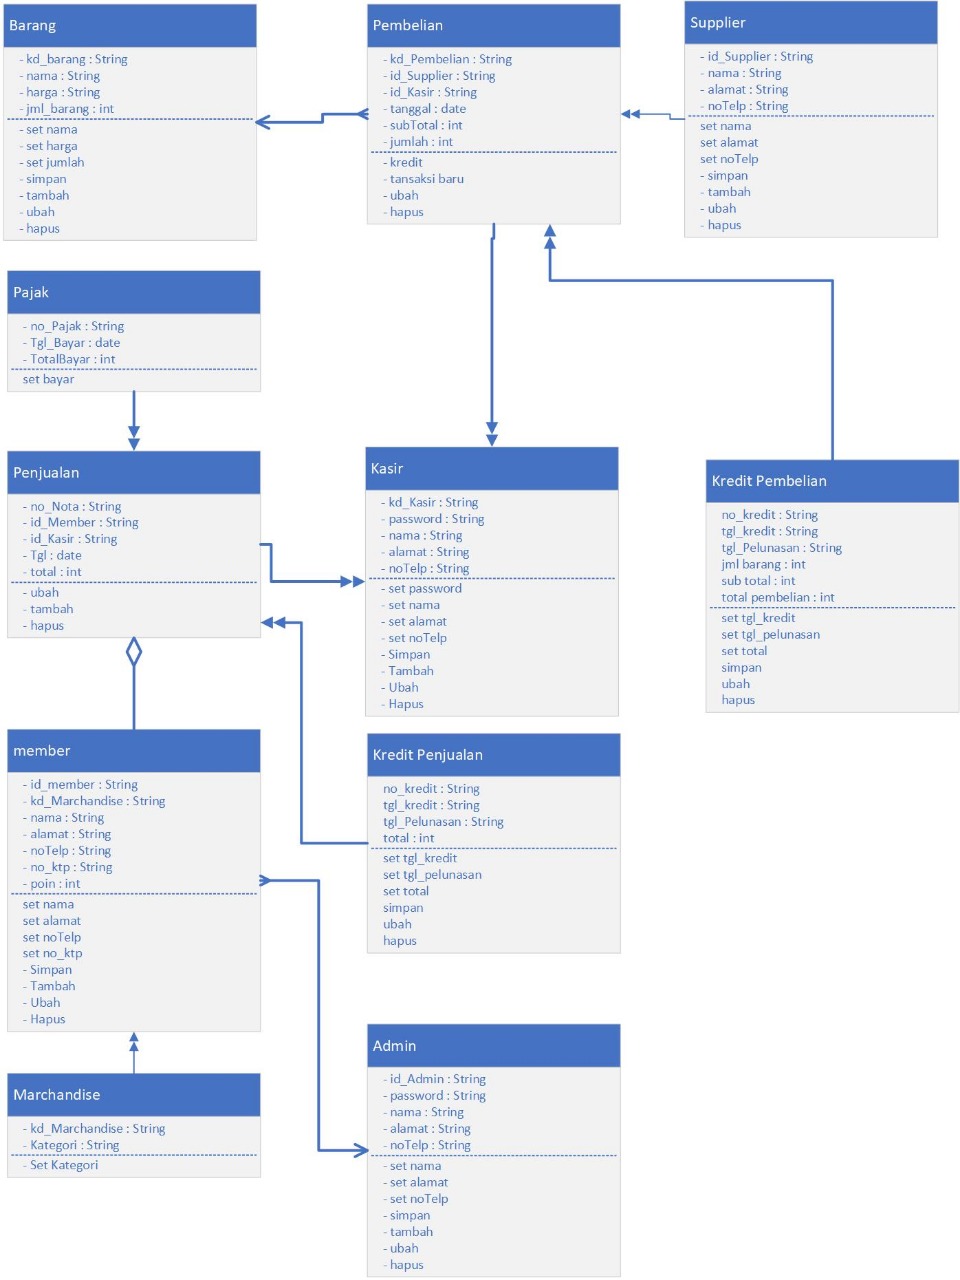 Barang
- kd_barang : String
- nama : String
- harga : String
- jml_barang : int
- set nama
- set harga
- set jumlah
- simpan
- tambah
- ubah
- hapus
Pembelian
- kd_Pembelian : String
- id_Supplier : String
- id_Kasir : String
- tanggal : date
- subTotal : int
- jumlah : int
- kredit
- tansaksi baru
- ubah
- hapus
Supplier
- id_Supplier : String
- nama : String
- alamat : String
- noTelp : String
set nama
set alamat
set noTelp
- simpan
- tambah
- ubah
- hapus
Pajak
- no_Pajak : String
- Tgl_Bayar : date
- TotalBayar : int
set bayar
Penjualan
- no_Nota : String
- id_Member : String
- id_Kasir : String
- Tgl : date
- total : int
- ubah
- tambah
- hapus
Kasir
- kd_Kasir : String
- password : String
- nama : String
- alamat : String
- noTelp : String
- set password
- set nama
- set alamat
- set noTelp
- Simpan
- Tambah
- Ubah
- Hapus
Kredit Pembelian
no_kredit : String
tgl_kredit : String
tgl_Pelunasan : String
jml barang : int
sub total : int
total pembelian : int
set tgl_kredit
set tgl_pelunasan
set total
simpan
ubah
hapus
member
- id_member : String
- kd_Marchandise : String
- nama : String
- alamat : String
- noTelp : String
- no_ktp : String
- poin : int
set nama
set alamat
set noTelp
set no_ktp
- Simpan
- Tambah
- Ubah
- Hapus
Kredit Penjualan
no_kredit : String
tgl_kredit : String
tgl_Pelunasan : String
total : int
set tgl_kredit
set tgl_pelunasan
set total
simpan
ubah
hapus
Marchandise
- kd_Marchandise : String
- Kategori : String
- Set Kategori
Admin
- id_Admin : String
- password : String
- nama : String
- alamat : String
- noTelp : String
- set nama
- set alamat
- set noTelp
- simpan
- tambah
- ubah
- hapus